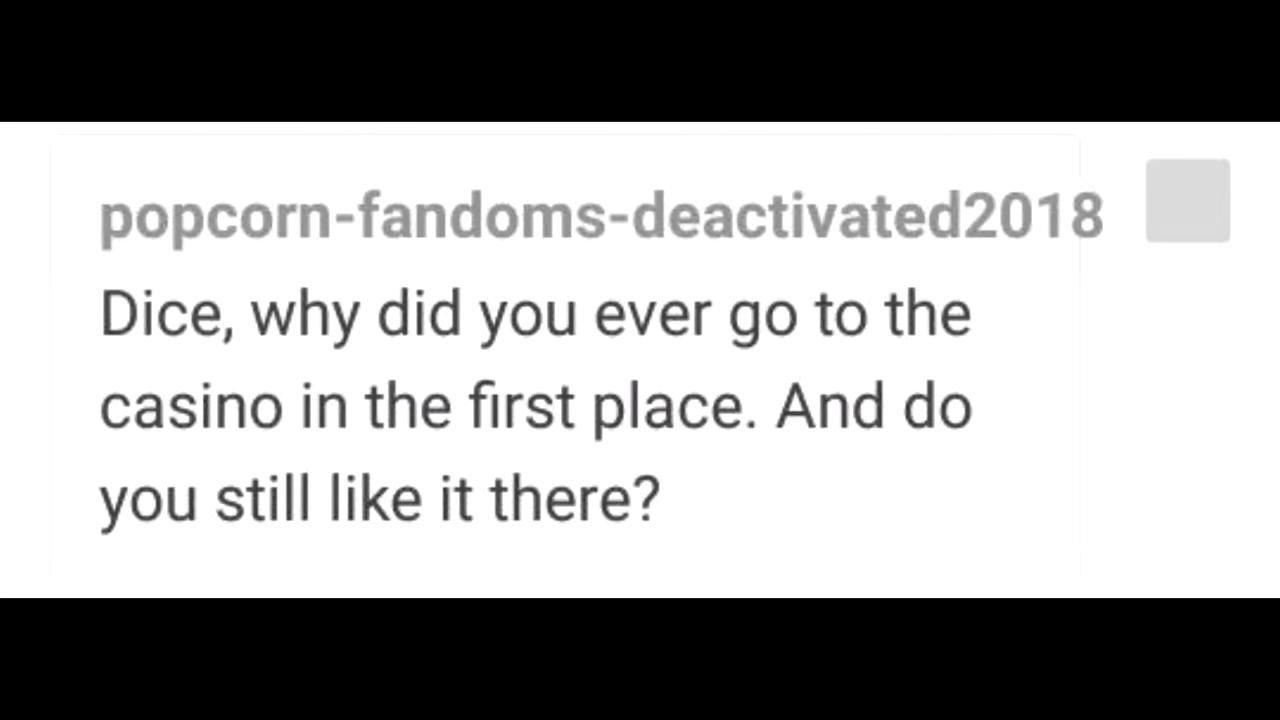 popcorn-fandoms-deactivated2018
Dice, why did you ever go to the
casino in the first place. And do
you still like it there?